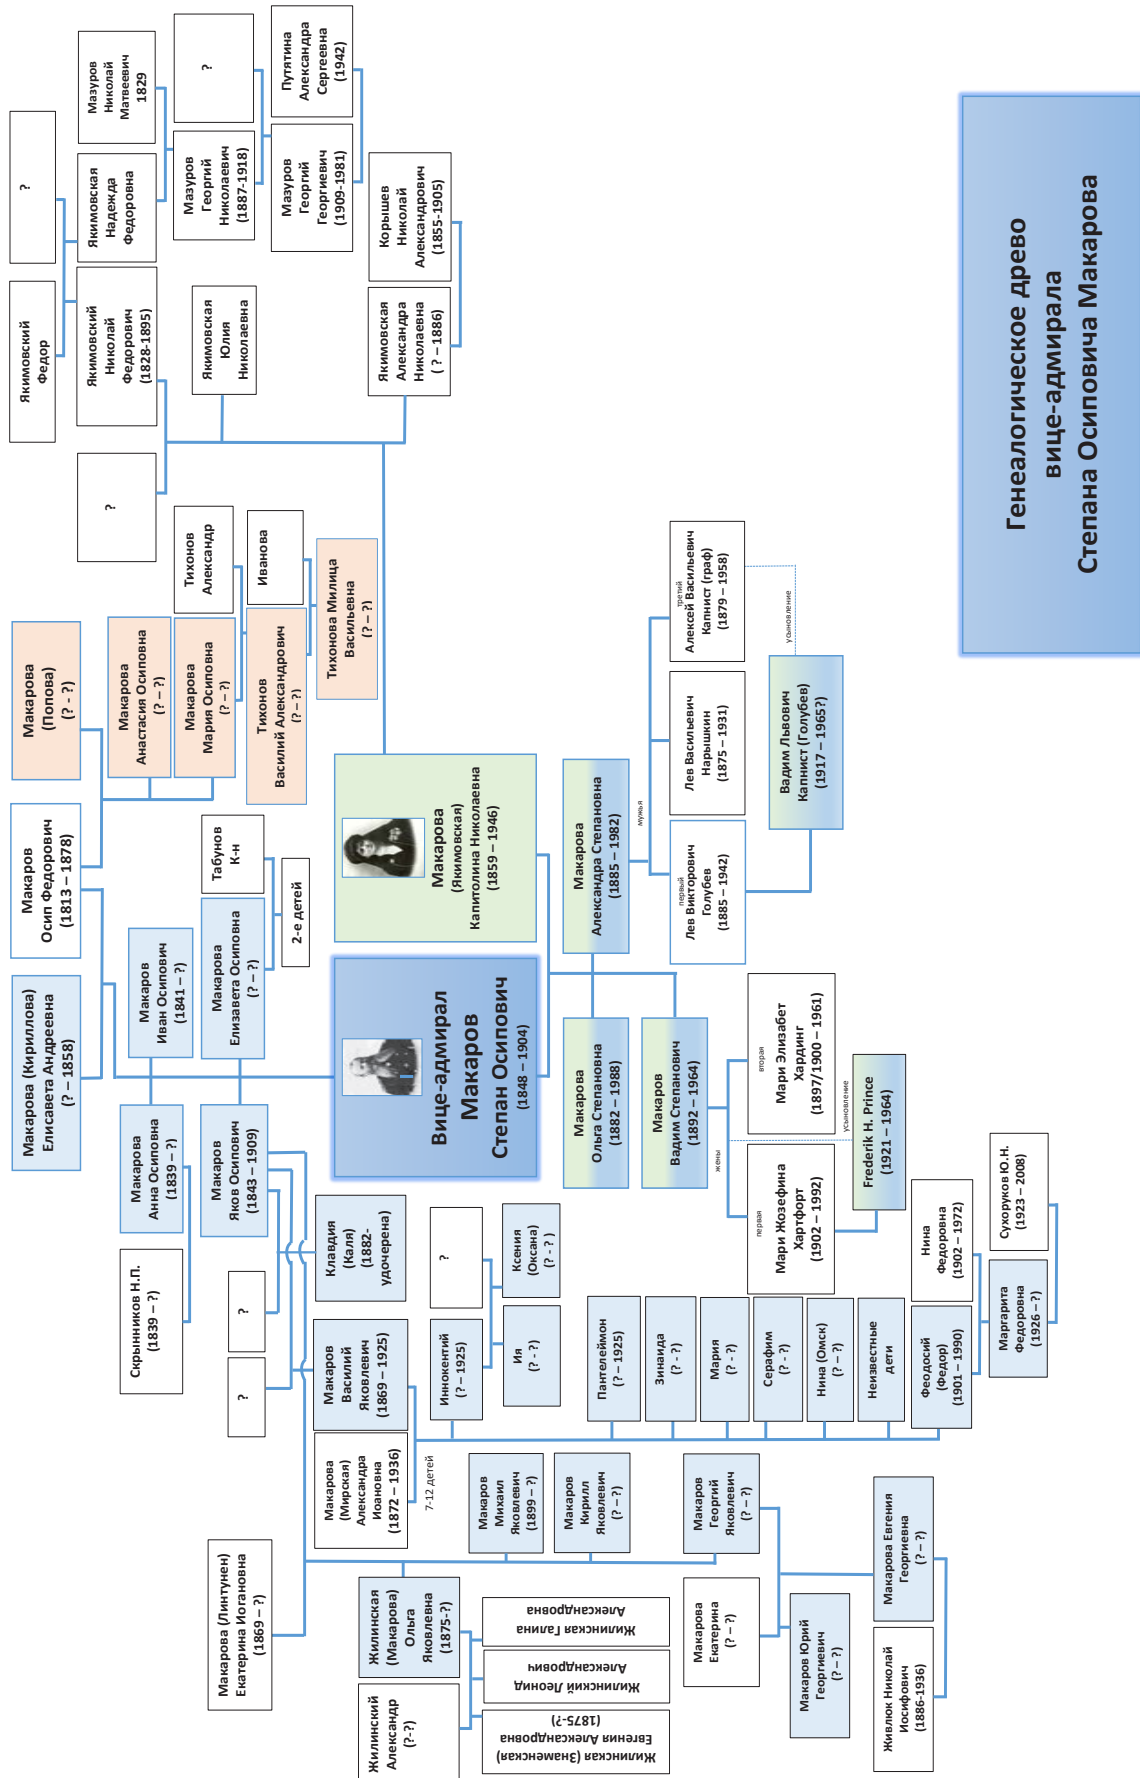 Макарова (Кириллова)
Елисавета Андреевна
(? – 1858)
Макаров
Осип Федорович
(1813 – 1878)
Макарова
(Попова)
(? - ?)
?
Якимовский
Федор
?
Скрынников Н.П.
(1839 – ?)
Макарова
Анна Осиповна
(1839 – ?)
Макаров
Иван Осипович
(1841 – ?)
Макарова
Анастасия Осиповна
(? – ?)
Якимовский
Николай
Федорович
(1828-1895)
Якимовская
Надежда
Федоровна
Мазуров
Николай
Матвеевич
1829
Макарова (Линтунен)
Екатерина Иогановна
(1869 – ?)
?
?
Макаров
Яков Осипович
(1843 – 1909)
Макарова
Елизавета Осиповна
(? – ?)
Табунов
К-н
2-е детей
Макарова
Мария Осиповна
(? – ?)
Тихонов
Александр
Тихонов
Василий Александрович
(? – ?)
Иванова
Тихонова Милица
Васильевна
(? – ?)
Якимовская
Юлия
Николаевна
Мазуров
Георгий
Николаевич
(1887-1918)
?
Мазуров
Георгий
Георгиевич
(1909-1981)
Путятина
Александра
Сергеевна
(1942)
Якимовская
Александра
Николаевна
( ? – 1886)
Корышев
Николай
Александрович
(1855-1905)
Макарова
(Мирская)
Александра
Иоановна
(1872 – 1936)
Макаров
Василий
Яковлевич
(1869 – 1925)
Клавдия
(Каля)
(1882-
удочерена)
Вице-адмирал
Макаров
Степан Осипович
(1848 – 1904)
Макарова
(Якимовская)
Капитолина Николаевна
(1859 – 1946)
7-12 детей
Жилинский
Александр
(?-?)
Жилинская
(Макарова)
Ольга
Яковлевна
(1875-?)
Жилинская (Знаменская)
Евгения Александровна
(1875-?)
Жилинский Леонид
Александрович
Жилинская Галина
Александровна
Макаров
Михаил
Яковлевич
(1899 – ?)
Макаров
Кирилл
Яковлевич
(? – ?)
Макаров
Георгий
Яковлевич
(? – ?)
Макарова
Екатерина
(? – ?)
Макаров Юрий
Георгиевич
(? – ?)
Живлюк Николай
Иосифович
(1886-1936)
Макарова Евгения
Георгиевна
(? – ?)
Иннокентий
(? – 1925)
?
Ия
(? - ?)
Ксения
(Оксана)
(? - ? )
Пантелеймон
(? – 1925)
Зинаида
(? - ?)
Мария
(? - ?)
Серафим
(? - ?)
Нина (Омск)
(? – ?)
Неизвестные
дети
Феодосий
(Федор)
(1901 – 1990)
Нина
Федоровна
(1902 – 1972)
Маргарита
Федоровна
(1926 – ?)
Сухоруков Ю.Н.
(1923 – 2008)
Макарова
Ольга Степановна
(1882 – 1988)
Макарова
Александра Степановна
(1885 – 1982)
мужья
Макаров
Вадим Степанович
(1892 – 1964)
жены
первая
Мари Жозефина
Хартфорт
(1902 – 1992)
вторая
Мари Элизабет
Хардинг
(1897/1900 – 1961)
усыновление
Frederik H. Prince
(1921 – 1964)
первый
Лев Викторович
Голубев
(1885 – 1942)
Лев Васильевич
Нарышкин
(1875 – 1931)
третий
Алексей Васильевич
Капнист (граф)
(1879 – 1958)
усыновление
Вадим Львович
Капнист (Голубев)
(1917 – 1965?)
Генеалогическое древо
вице-адмирала
Степана Осиповича Макарова